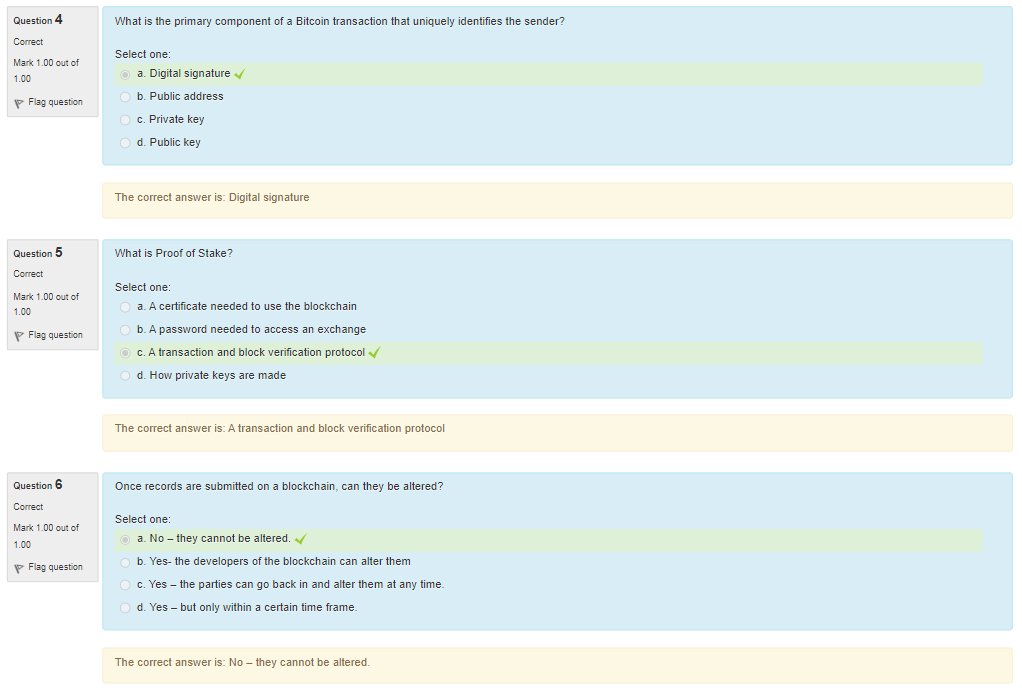 Question 4
Correct
Mark 1.00 out of
1.00
Flag question
What is the primary component of a Bitcoin transaction that uniquely identifies the sender?
Select one:
a. Digital signature
b. Public address
c. Private key
d. Public key
The correct answer is: Digital signature
Question 5
Correct
Mark 1.00 out of
1.00
Flag question
What is Proof of Stake?
Select one:
a. A certificate needed to use the blockchain
b. A password needed to access an exchange
c. A transaction and block verification protocol
d. How private keys are made
The correct answer is: A transaction and block verification protocol
Question 6
Correct
Mark 1.00 out of
1.00
Flag question
Once records are submitted on a blockchain, can they be altered?
Select one:
a. No – they cannot be altered.
b. Yes- the developers of the blockchain can alter them
c. Yes – the parties can go back in and alter them at any time.
d. Yes – but only within a certain time frame.
The correct answer is: No – they cannot be altered.